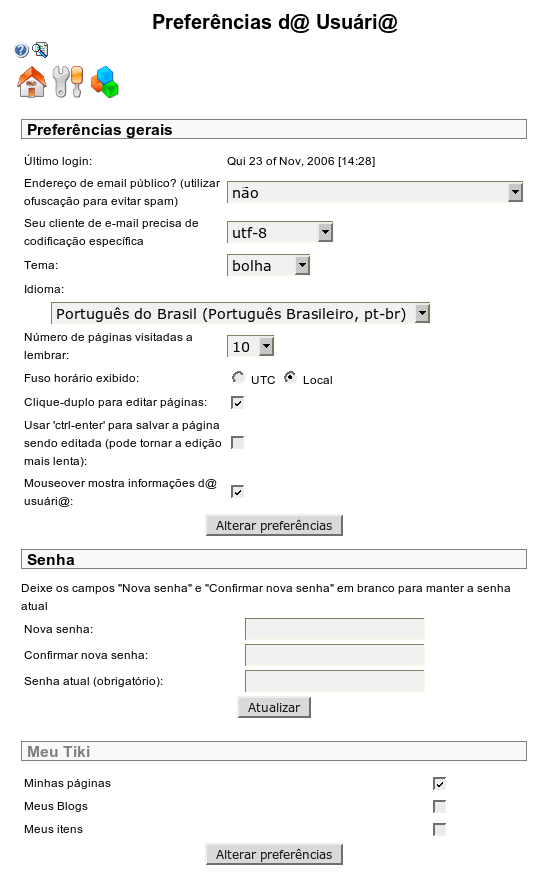 Preferências d@ Usuári@
Preferências gerais
Último login: Qui 23 of Nov, 2006 [14:28]
Endereço de email público? (utilizar
ofuscação para evitar spam)
não
Seu cliente de e-mail precisa de
codificação específica
utf-8
Tema: bolha
Idioma:
Português do Brasil (Português Brasileiro, pt-br)
Número de páginas visitadas a
lembrar:
10
Fuso horário exibido: UTC Local
Clique-duplo para editar páginas:
Usar 'ctrl-enter' para salvar a página
sendo editada (pode tornar a edição
mais lenta):
Mouseover mostra informações d@
usuári@:
Alterar preferências
Senha
Deixe os campos "Nova senha" e "Confirmar nova senha" em branco para manter a senha
atual
Nova senha:
Confirmar nova senha:
Senha atual (obrigatório):
Atualizar
Meu Tiki
Minhas páginas
Meus Blogs
Meus itens
Alterar preferências